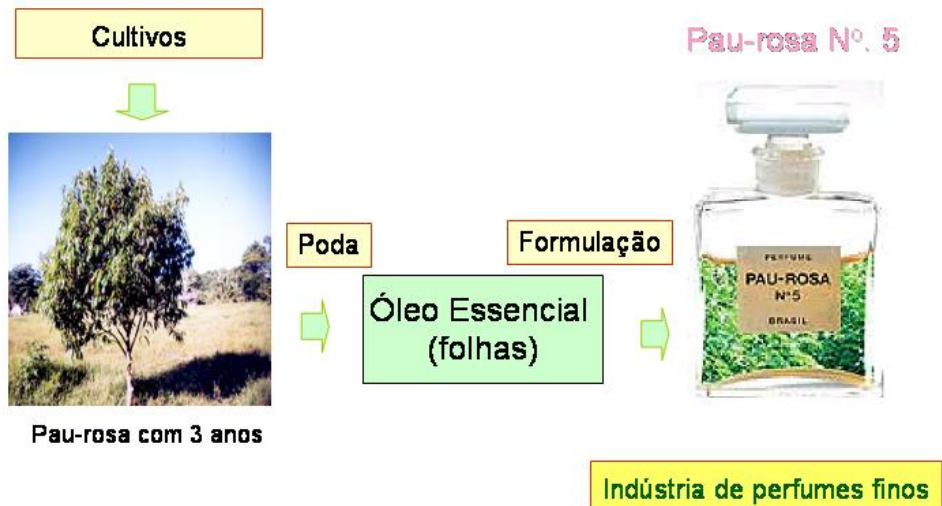 Cultivos
Pau-rosa Nº. 5
Poda
Formulação
Óleo Essencial
(folhas)
PERFUME
PAU-ROSA
Nº5
BRASIL
Pau-rosa com 3 anos
Indústria de perfumes finos